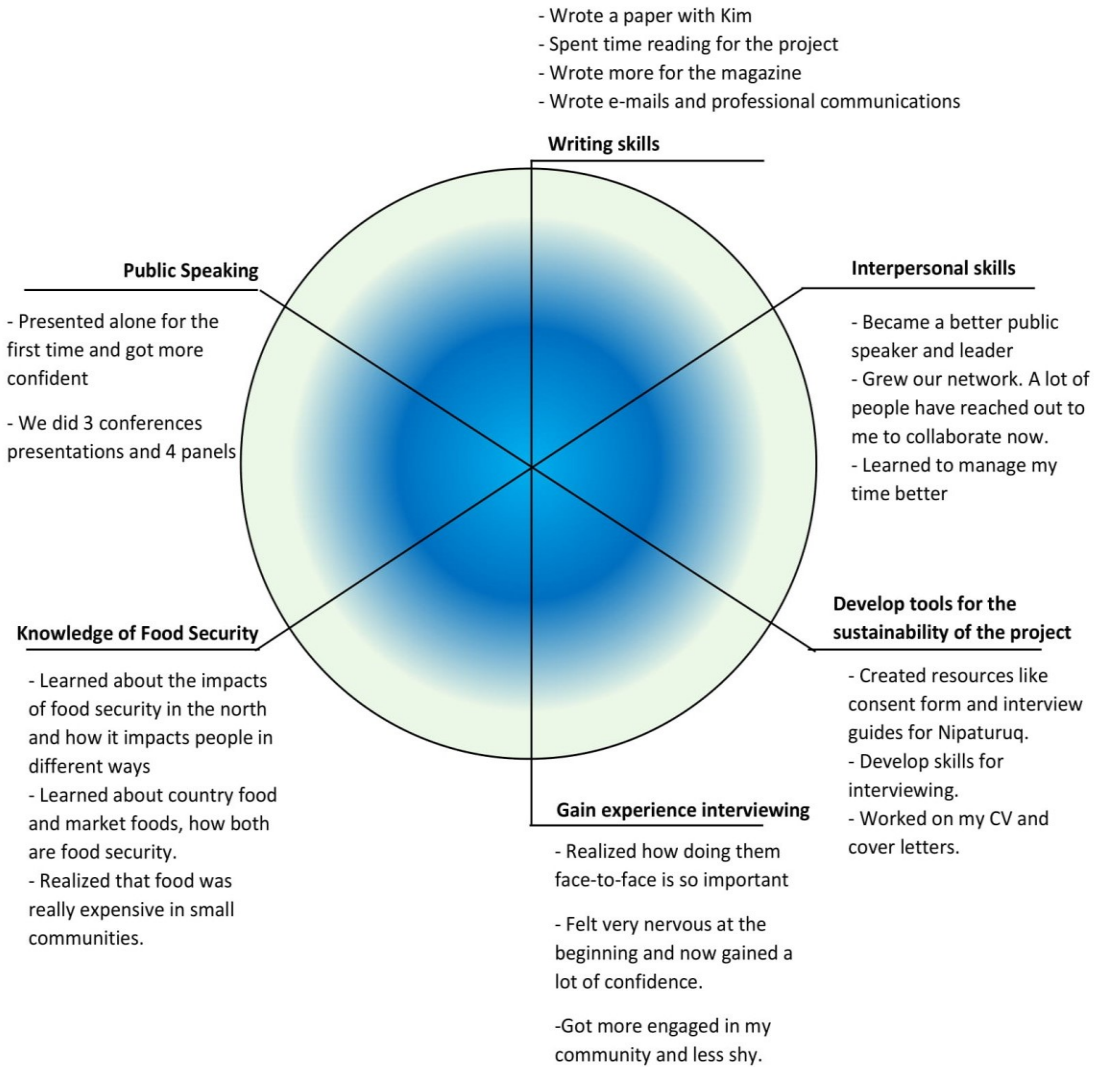 - Wrote a paper with Kim
- Spent time reading for the project
- Wrote more for the magazine
- Wrote e-mails and professional communications
Writing skills
Public Speaking
- Presented alone for the
first time and got more
confident
- We did 3 conferences
presentations and 4 panels
Interpersonal skills
- Became a better public
speaker and leader
- Grew our network. A lot of
people have reached out to
me to collaborate now.
- Learned to manage my
time better
Knowledge of Food Security
- Learned about the impacts
of food security in the north
and how it impacts people in
different ways
- Learned about country food
and market foods, how both
are food security.
- Realized that food was
really expensive in small
communities.
Develop tools for the
sustainability of the project
- Created resources like
consent form and interview
guides for Nipaturuq.
- Develop skills for
interviewing.
- Worked on my CV and
cover letters.
Gain experience interviewing
- Realized how doing them
face-to-face is so important
- Felt very nervous at the
beginning and now gained a
lot of confidence.
-Got more engaged in my
community and less shy.